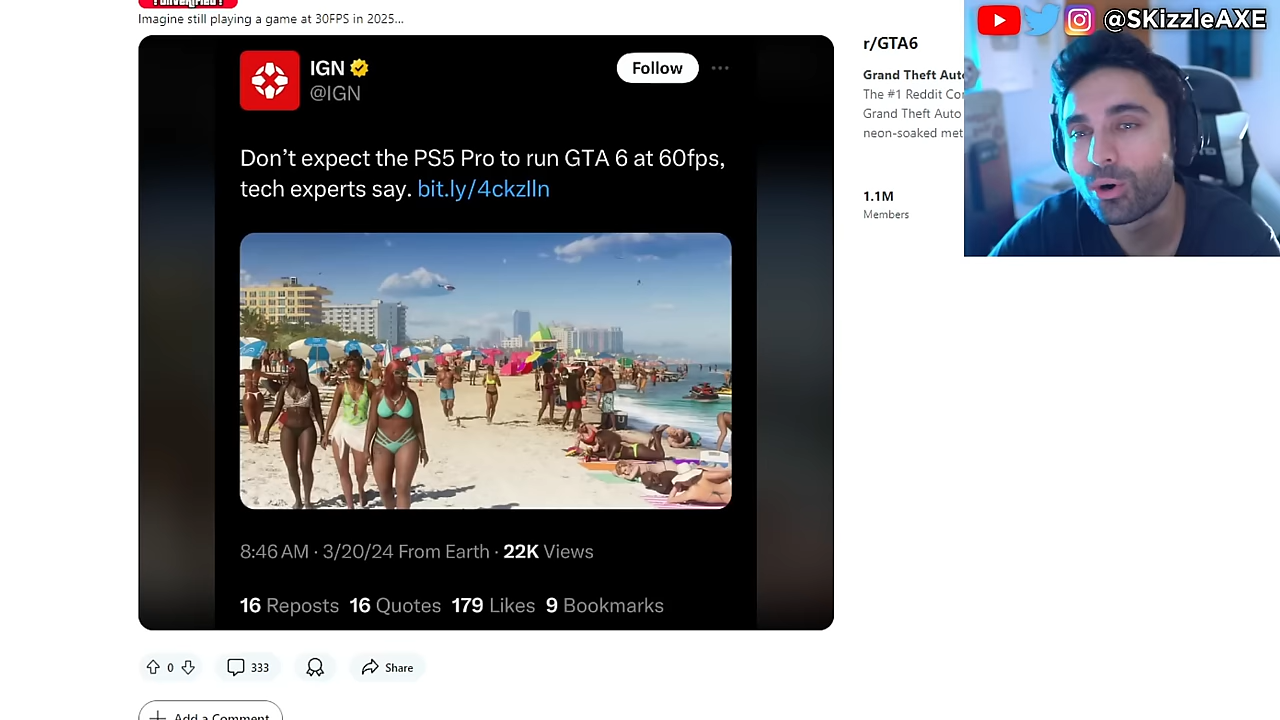 Imagine still playing a game at 30FPS in 2025...
IGN
@IGN
Follow
Don’t expect the PS5 Pro to run GTA 6 at 60fps,
tech experts say. bit.ly/4ckzlln
8:46 AM · 3/20/24 From Earth · 22K Views
16 Reposts 16 Quotes 179 Likes 9 Bookmarks
0
333
Share
Add a Comment
r/GTA6
Grand Theft
The #1 Reddit
Grand Theft Auto
neon-soaked
1.1M
Members
@SKizzleAXE